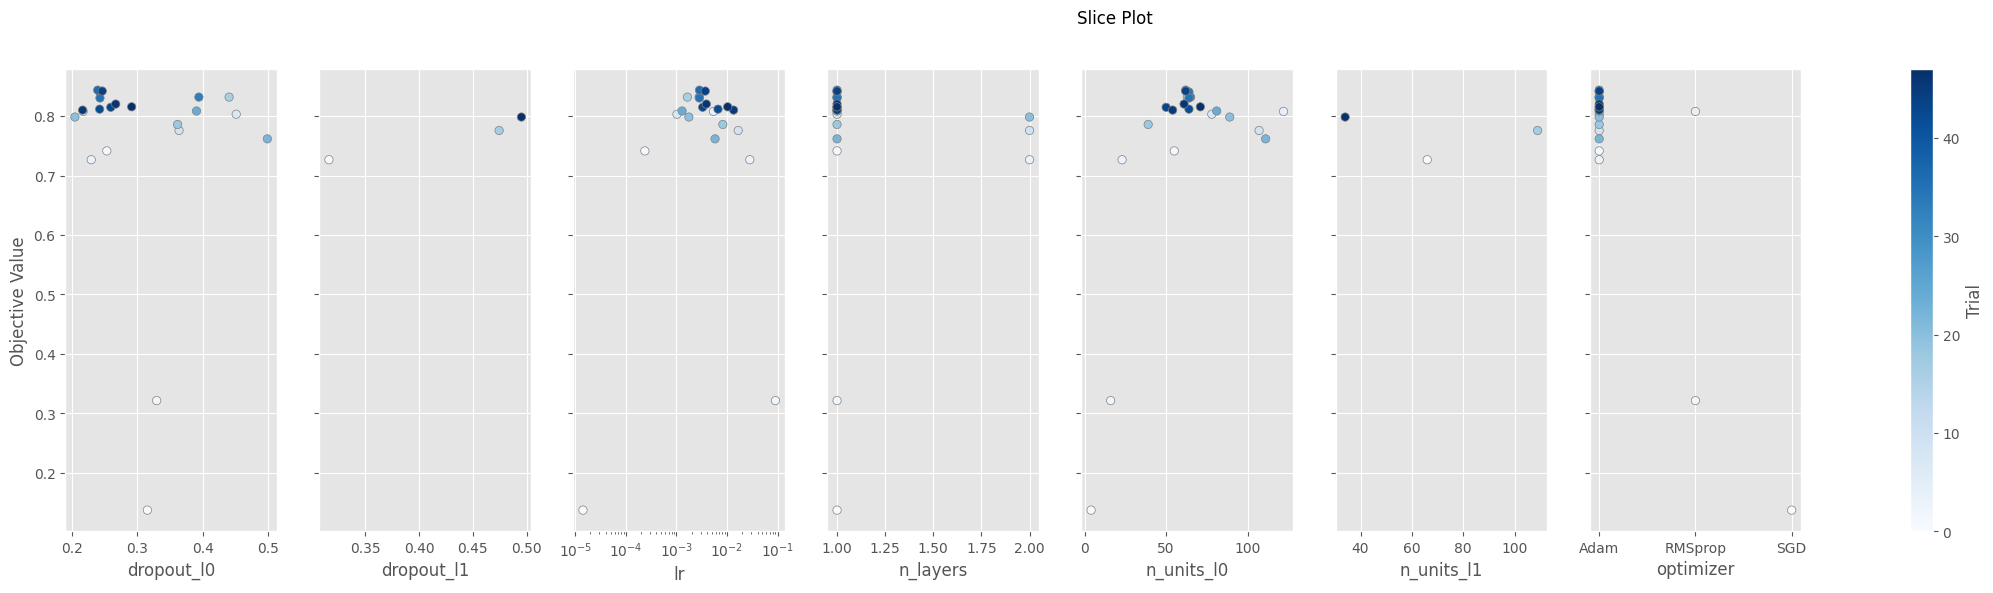 Slice Plot
Objective Value
0.8
0.7
0.6
0.5
0.4
0.3
0.2
0.2 0.3 0.4 0.5
dropout_l0
0.35 0.40 0.45 0.50
dropout_l1
10⁻⁵ 10⁻⁴ 10⁻³ 10⁻² 10⁻¹
lr
1.00 1.25 1.50 1.75 2.00
n_layers
0 50 100
n_units_l0
40 60 80 100
n_units_l1
Adam RMSprop SGD
optimizer
40
30
20
10
0
Trial